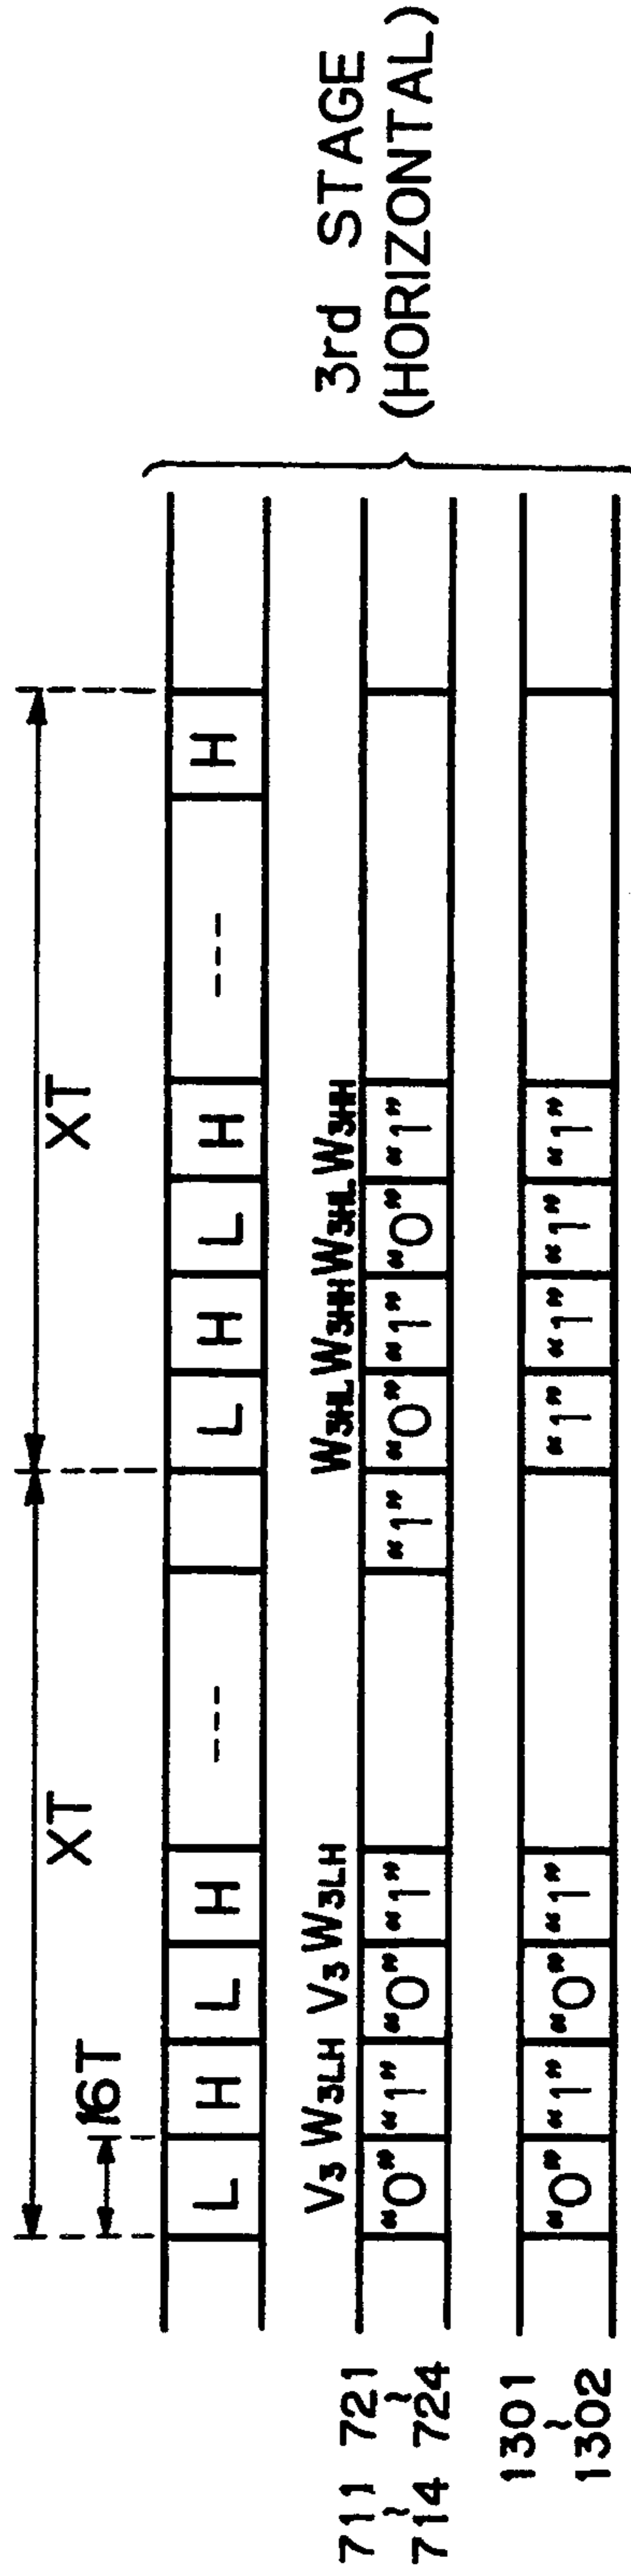 XT XT
16T
L H L H --- L H L H --- H
V3 W3LH V3 W3LH W3HL W3HH W3HL W3HH
711 ~ 714 721 ~ 724 "0" "1" "0" "1" "1" "0" "1" "0" "1"
1301 ~ 1302 "0" "1" "0" "1" "1" "1" "1" "1"
3rd STAGE
(HORIZONTAL)